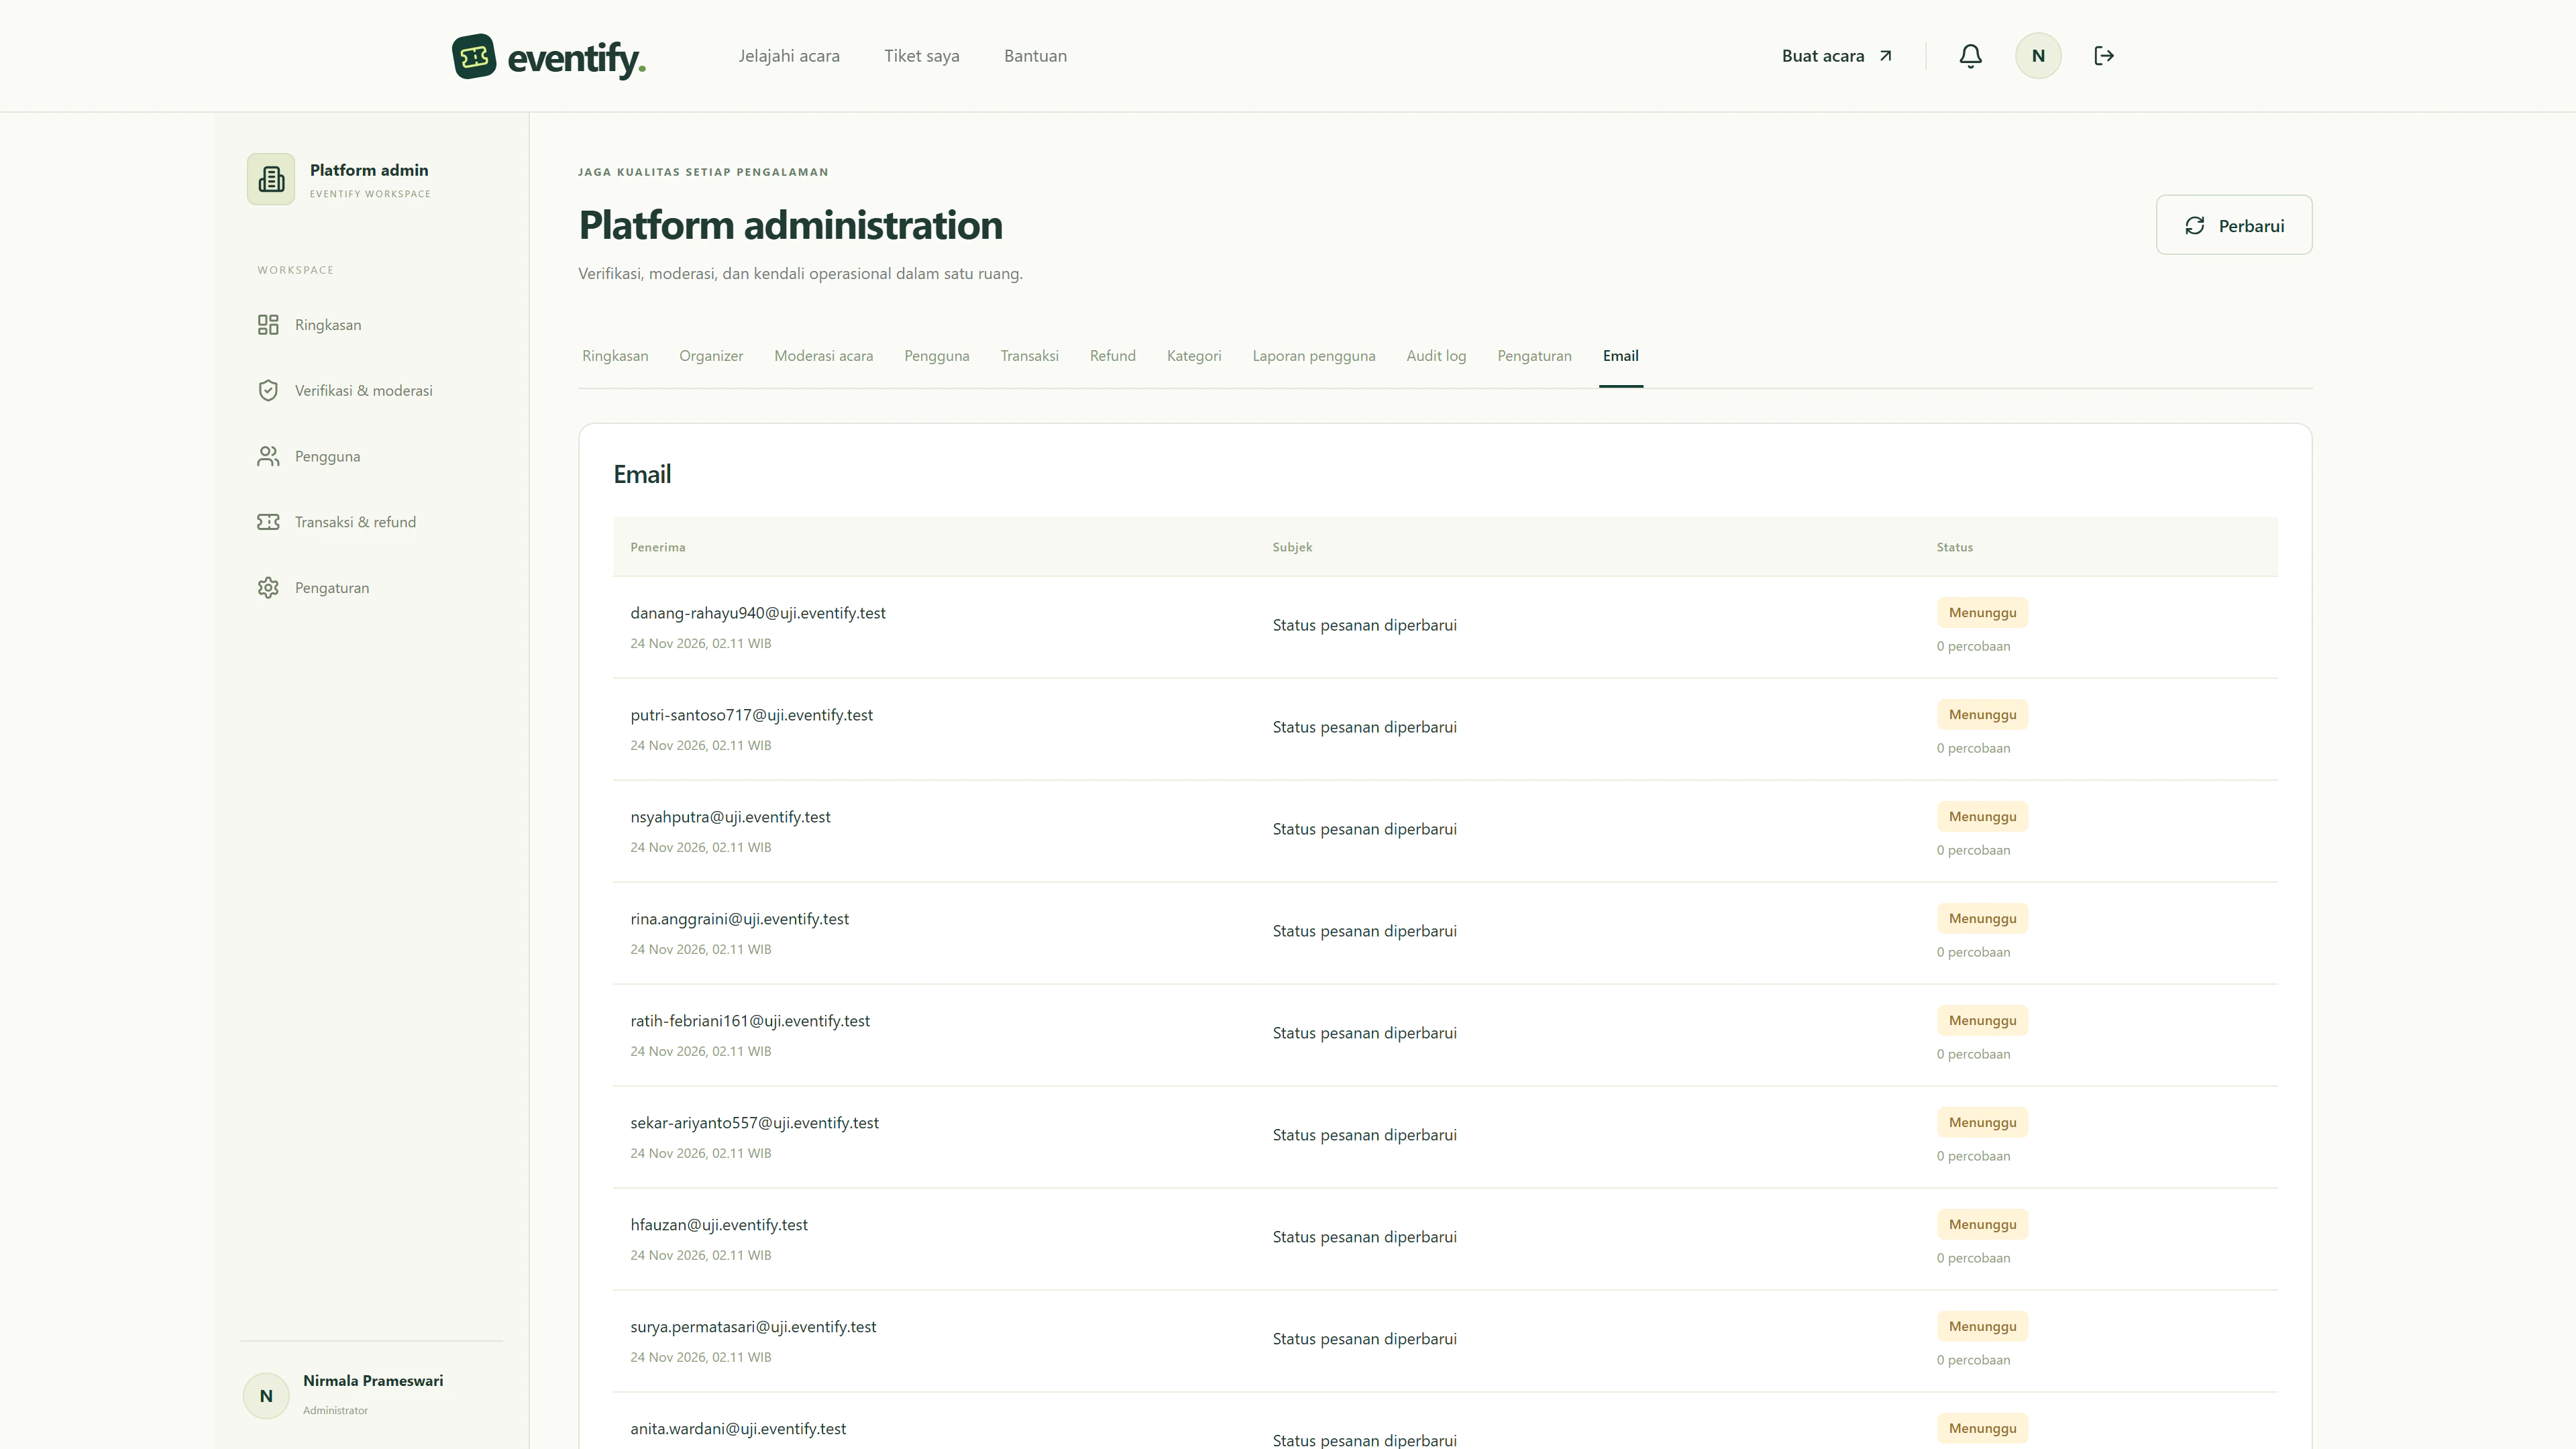 eventify.
Jelajahi acara
Tiket saya
Bantuan
Buat acara
N
Platform admin
EVENTIFY WORKSPACE
WORKSPACE
Ringkasan
Verifikasi & moderasi
Pengguna
Transaksi & refund
Pengaturan
N
Nirmala Prameswari
Administrator
JAGA KUALITAS SETIAP PENGALAMAN
Platform administration
Verifikasi, moderasi, dan kendali operasional dalam satu ruang.
Perbarui
Ringkasan
Organizer
Moderasi acara
Pengguna
Transaksi
Refund
Kategori
Laporan pengguna
Audit log
Pengaturan
Email
Email
Penerima
Subjek
Status
danang-rahayu940@uji.eventify.test
24 Nov 2026, 02.11 WIB
Status pesanan diperbarui
Menunggu
0 percobaan
putri-santoso717@uji.eventify.test
24 Nov 2026, 02.11 WIB
Status pesanan diperbarui
Menunggu
0 percobaan
nsyahputra@uji.eventify.test
24 Nov 2026, 02.11 WIB
Status pesanan diperbarui
Menunggu
0 percobaan
rina.anggraini@uji.eventify.test
24 Nov 2026, 02.11 WIB
Status pesanan diperbarui
Menunggu
0 percobaan
ratih-febriani161@uji.eventify.test
24 Nov 2026, 02.11 WIB
Status pesanan diperbarui
Menunggu
0 percobaan
sekar-ariyanto557@uji.eventify.test
24 Nov 2026, 02.11 WIB
Status pesanan diperbarui
Menunggu
0 percobaan
hfauzan@uji.eventify.test
24 Nov 2026, 02.11 WIB
Status pesanan diperbarui
Menunggu
0 percobaan
surya.permatasari@uji.eventify.test
24 Nov 2026, 02.11 WIB
Status pesanan diperbarui
Menunggu
0 percobaan
anita.wardani@uji.eventify.test
Status pesanan diperbarui
Menunggu